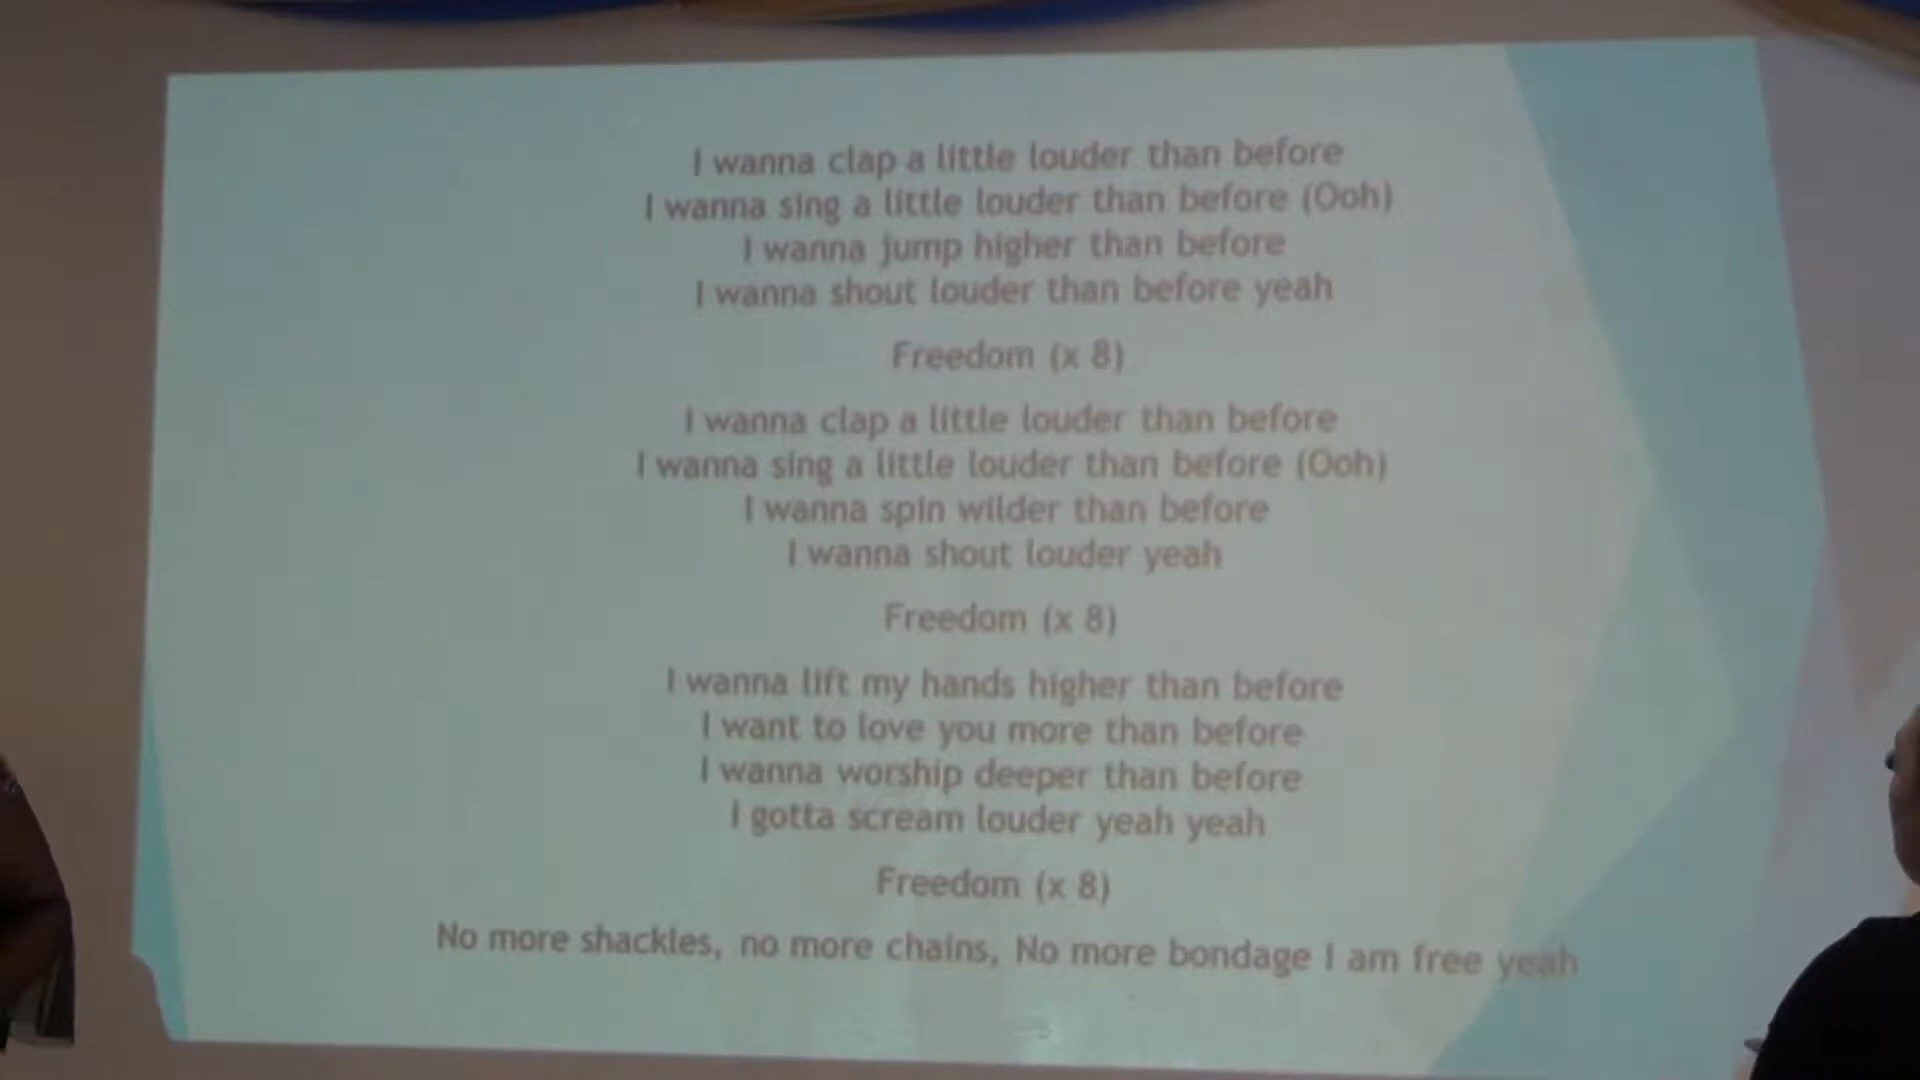 I wanna clap a little louder than before
I wanna sing a little louder than before (Ooh)
I wanna jump higher than before
I wanna shout louder than before yeah
Freedom (x 8)
I wanna clap a little louder than before
I wanna sing a little louder than before (Ooh)
I wanna spin wilder than before
I wanna shout louder yeah
Freedom (x 8)
I wanna lift my hands higher than before
I want to love you more than before
I wanna worship deeper than before
I gotta scream louder yeah yeah
Freedom (x 8)
No more shackles, no more chains, No more bondage I am free yeah